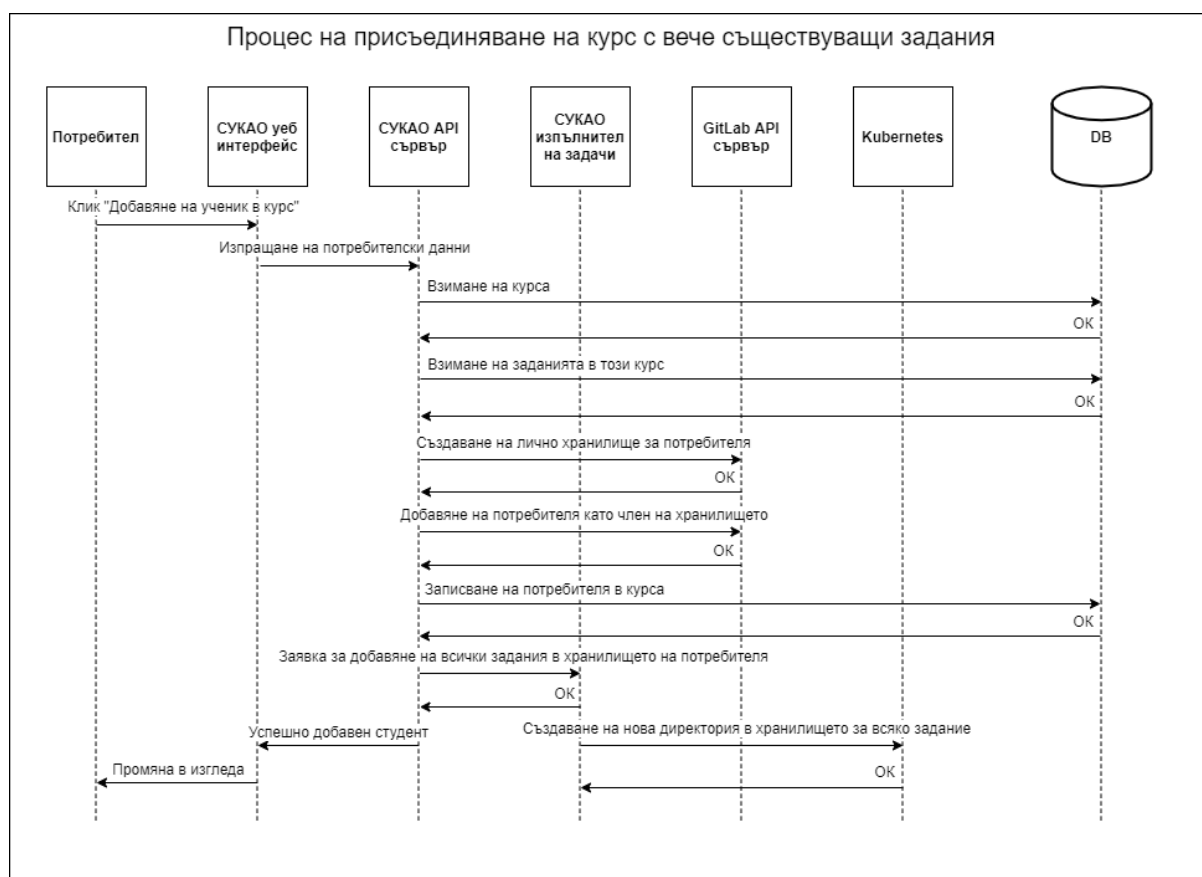 Процес на присъединяване на курс с вече съществуващи задания
Потребител
СУКАО уеб
интерфейс
СУКАО API
сървър
СУКАО
изпълнител
на задачи
GitLab API
сървър
Kubernetes
DB
Клик "Добавяне на ученик в курс"
Изпращане на потребителски данни
Взимане на курса
OK
Взимане на заданията в този курс
OK
Създаване на лично хранилище за потребителя
OK
Добавяне на потребителя като член на хранилището
OK
Записване на потребителя в курса
OK
Заявка за добавяне на всички задания в хранилището на потребителя
OK
Успешно добавен студент
Създаване на нова директория в хранилището за всяко задание
Промяна в изгледа
OK